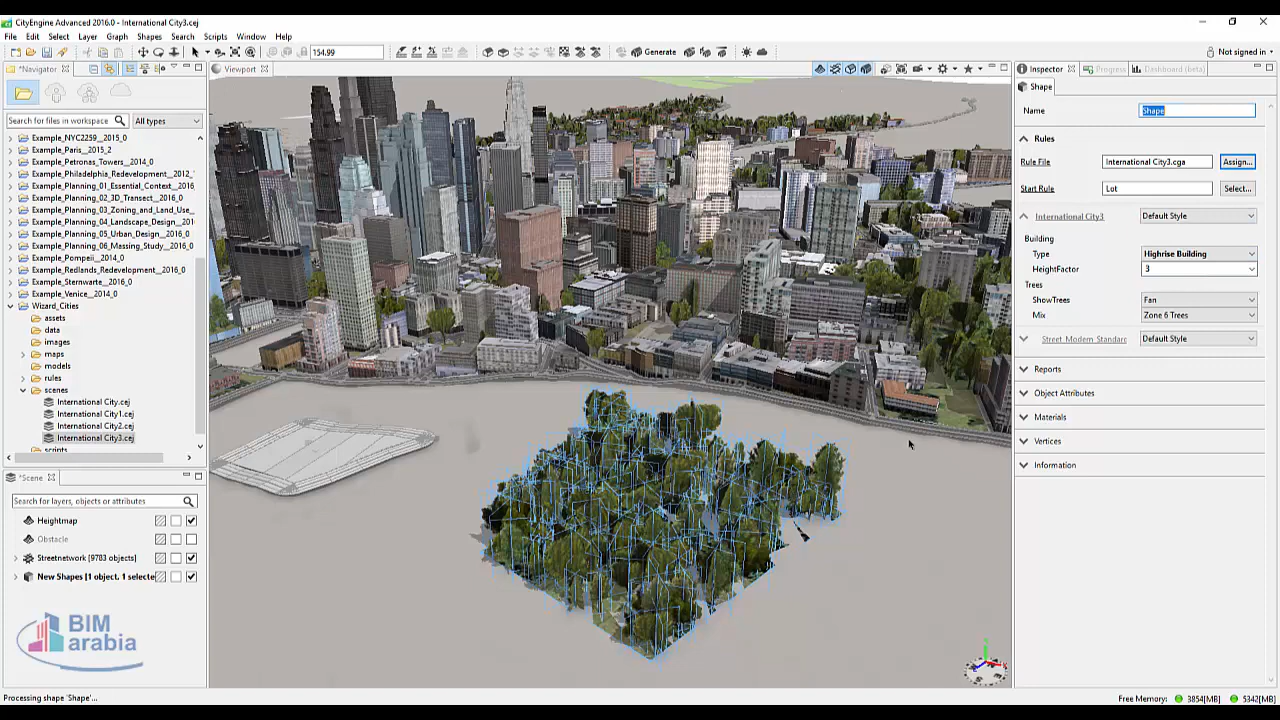 CityEngine Advanced 2016.0 - International City3.cej
File Edit Select Layer Graph Shapes Search Scripts Window Help
154.99
Generate
Not signed in
*Navigator
Viewport
Inspector
Progress
Dashboard (beta)
Shape
Search for files in workspace
All types
Name
Shape
Example_NYC2259__2015_0
Example_Paris__2015_2
Example_Petronas_Towers__2014_0
Example_Philadelphia_Redevelopment__2012_
Example_Planning_01_Essential_Context__2016
Example_Planning_02_3D_Transect__2016_0
Example_Planning_03_Zoning_and_Land_Use_
Example_Planning_04_Landscape_Design__201
Example_Planning_05_Urban_Design__2016_0
Example_Planning_06_Massing_Study__2016_0
Example_Pompeii__2014_0
Example_Redlands_Redevelopment__2016_0
Example_Sternwarte__2016_0
Example_Venice__2014_0
Wizard_Cities
assets
data
images
maps
models
rules
scenes
International City.cej
International City1.cej
International City2.cej
International City3.cej
scripts
Rules
Rule File
International City3.cga
Assign...
Start Rule
Lot
Select...
International City3
Default Style
Building
Type
Highrise Building
HeightFactor
3
Trees
ShowTrees
Fan
Mix
Zone 6 Trees
Street_Modern_Standard
Default Style
Reports
Object Attributes
Materials
Vertices
Information
*Scene
Search for layers, objects or attributes
Heightmap
Obstacle
Streetnetwork [9783 objects]
New Shapes [1 object, 1 selecte
BIM
arabia
Processing shape 'Shape'...
Free Memory:
3854[MB]
5342[MB]